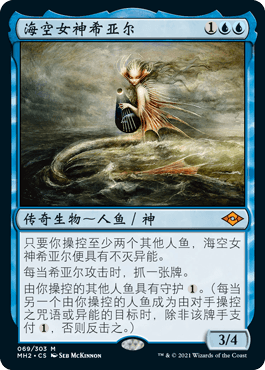 海空女神希亚尔 1
传奇生物～人鱼／神
只要你操控至少两个其他人鱼，海空
女神希亚尔便具有不灭异能。
每当希亚尔攻击时，抓一张牌。
由你操控的其他人鱼具有守护 1。（每当
另一个由你操控的人鱼成为由对手操控
之咒语或异能的目标时，除非该牌手支
付 1，否则反击之。）
3/4
069/303 M
MH2 • CS SEB MCKINNON
™ & © 2021 Wizards of the Coast